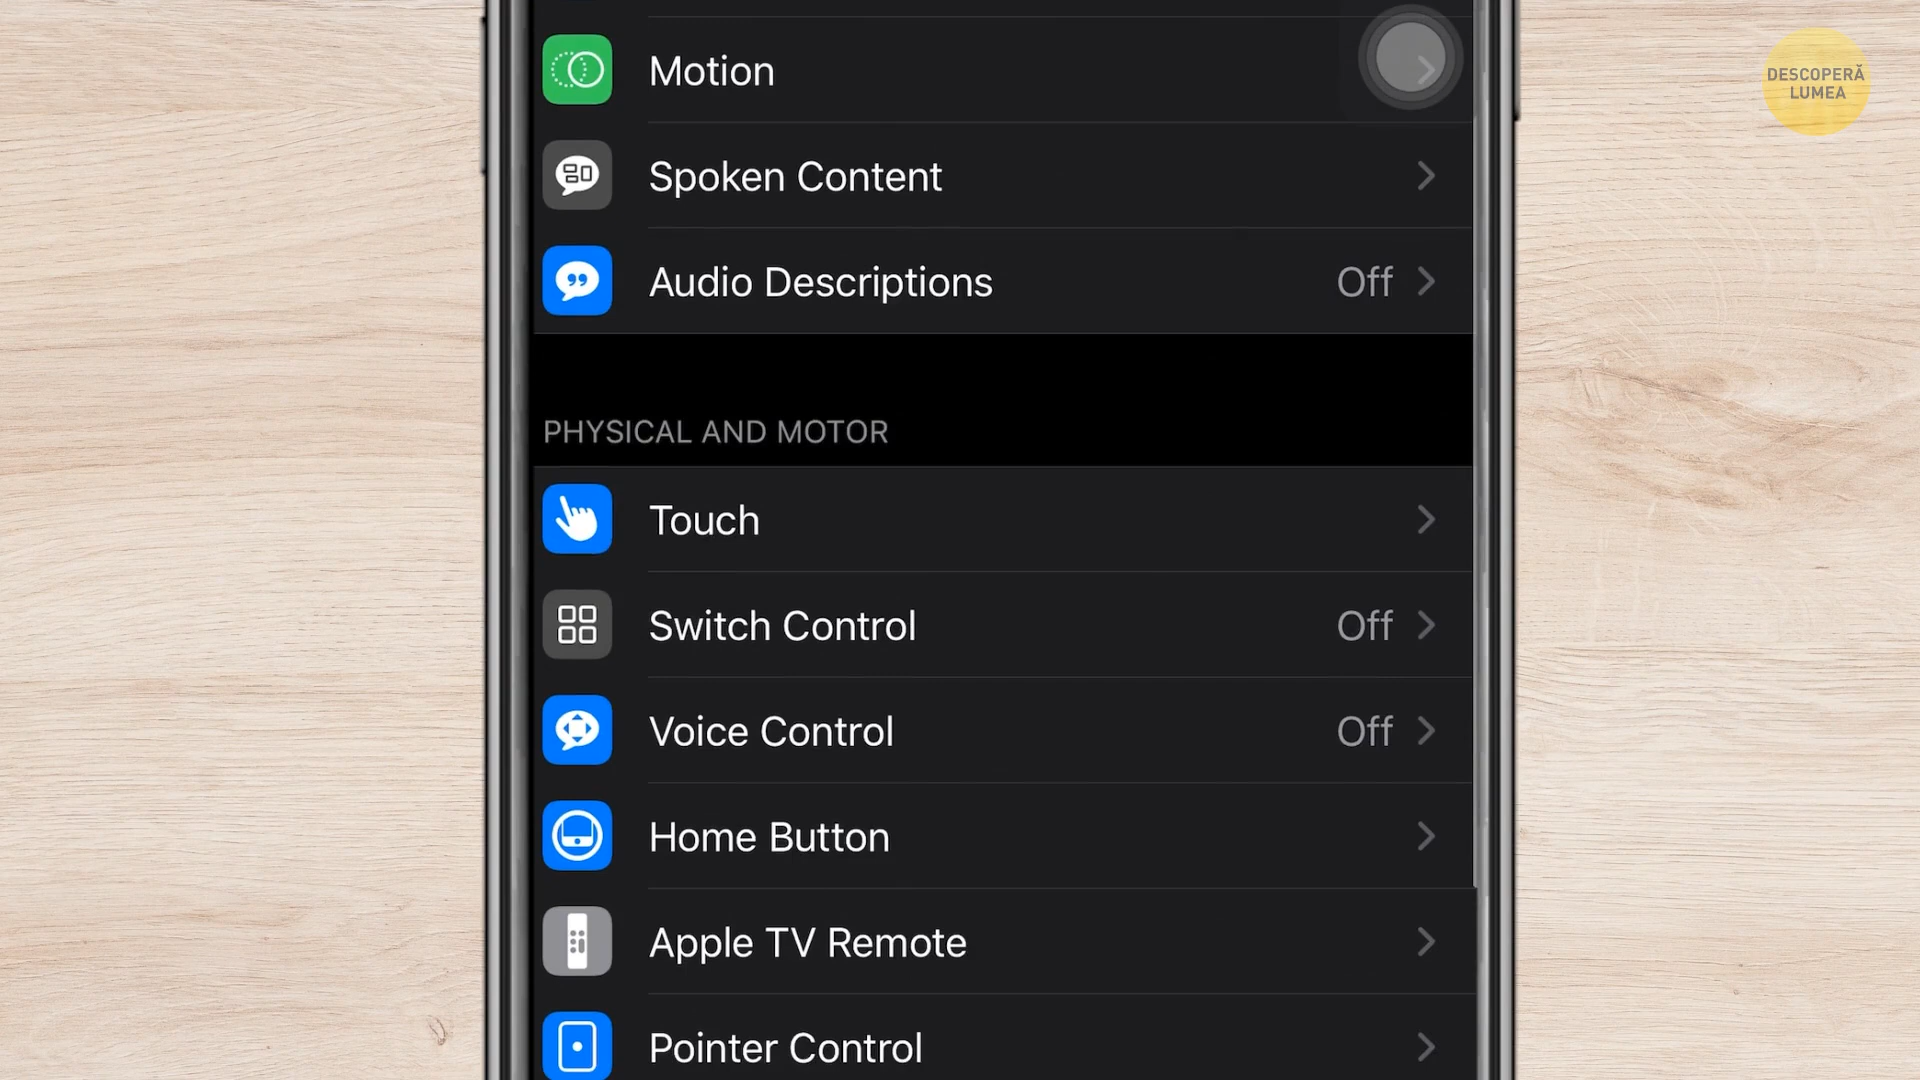 Motion
DESCOPERĂ
LUMEA
Spoken Content
Audio Descriptions Off
PHYSICAL AND MOTOR
Touch
Switch Control Off
Voice Control Off
Home Button
Apple TV Remote
Pointer Control